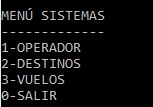 MENÚ SISTEMAS
-------------
1-OPERADOR
2-DESTINOS
3-VUELOS
0-SALIR